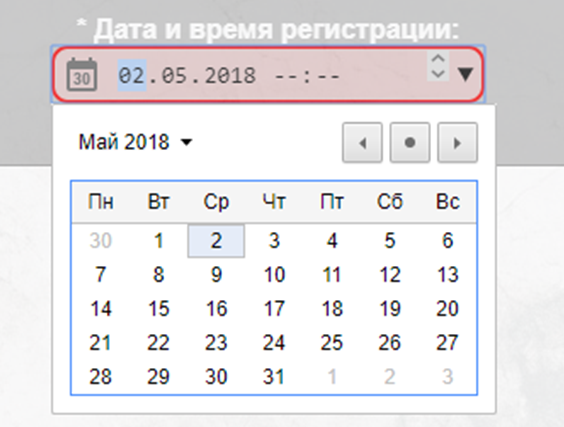 * Дата и время регистрации:
30 02.05.2018 --:--
Май 2018
Пн Вт Ср Чт Пт Сб Вс
30 1 2 3 4 5 6
7 8 9 10 11 12 13
14 15 16 17 18 19 20
21 22 23 24 25 26 27
28 29 30 31 1 2 3